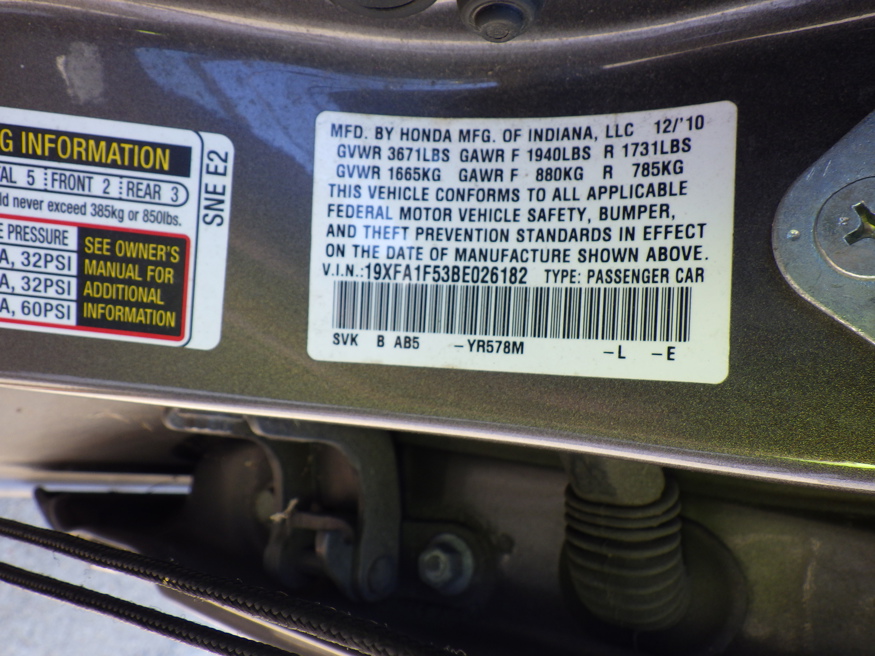 G INFORMATION
AL 5 FRONT 2 REAR 3
ld never exceed 385kg or 850lbs.
E PRESSURE
A, 32PSI
A, 32PSI
A, 60PSI
SEE OWNER'S
MANUAL FOR
ADDITIONAL
INFORMATION
SNE E2
MFD. BY HONDA MFG. OF INDIANA, LLC 12/'10
GVWR 3671LBS GAWR F 1940LBS R 1731LBS
GVWR 1665KG GAWR F 880KG R 785KG
THIS VEHICLE CONFORMS TO ALL APPLICABLE
FEDERAL MOTOR VEHICLE SAFETY, BUMPER,
AND THEFT PREVENTION STANDARDS IN EFFECT
ON THE DATE OF MANUFACTURE SHOWN ABOVE.
V.I.N.:19XFA1F53BE026182 TYPE: PASSENGER CAR
SVK B AB5 -YR578M -L -E